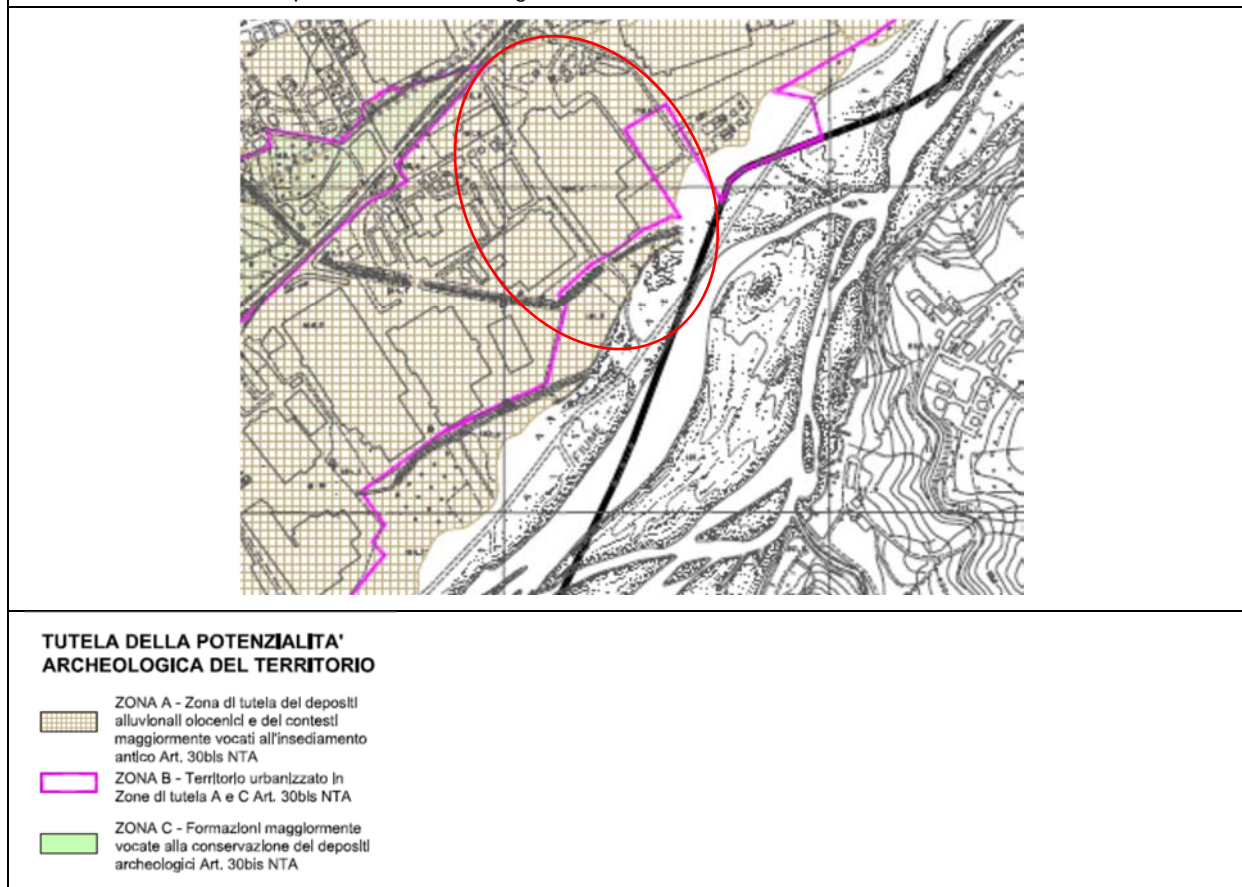 TUTELA DELLA POTENZIALITA'
ARCHEOLOGICA DEL TERRITORIO
ZONA A - Zona di tutela dei depositi
alluvionali olocenici e dei contesti
maggiormente vocati all'insediamento
antico Art. 30bis NTA
ZONA B - Territorio urbanizzato in
Zone di tutela A e C Art. 30bis NTA
ZONA C - Formazioni maggiormente
vocate alla conservazione dei depositi
archeologici Art. 30bis NTA